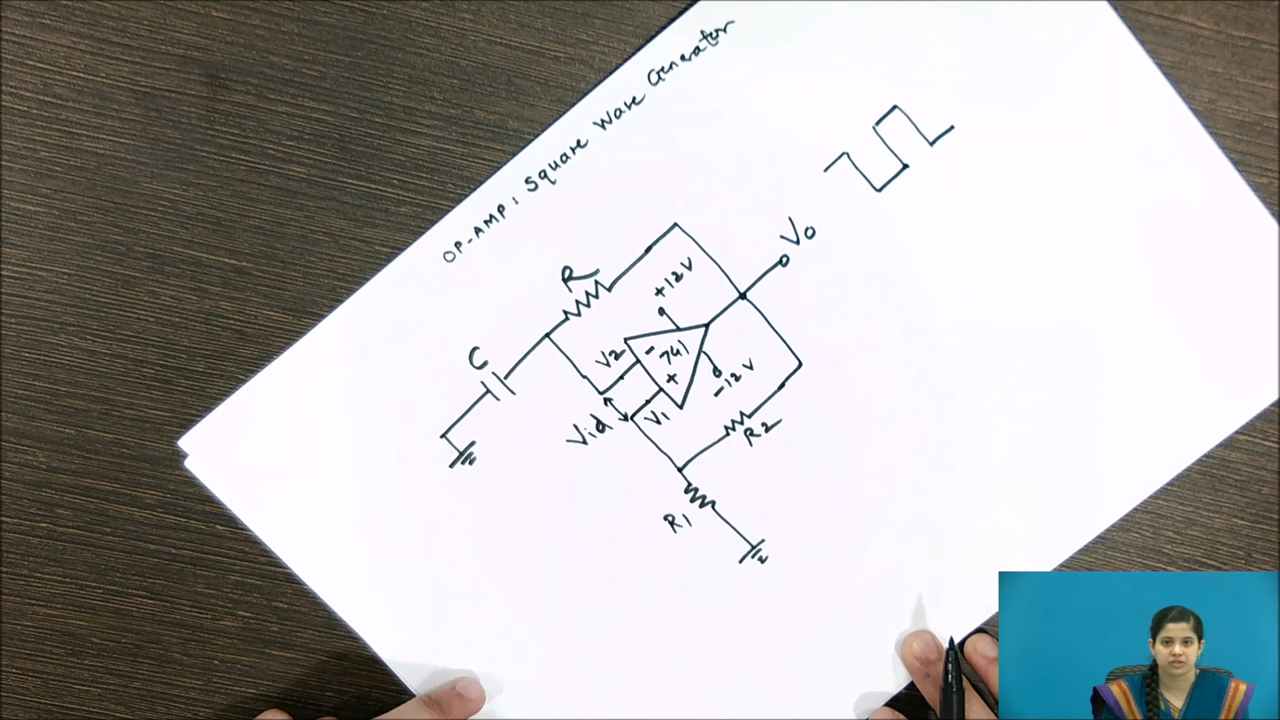 OP-AMP: Square Wave Generator
Vo
R
+12V
C
V2
-
741
+
-12V
Vid
V1
R2
R1